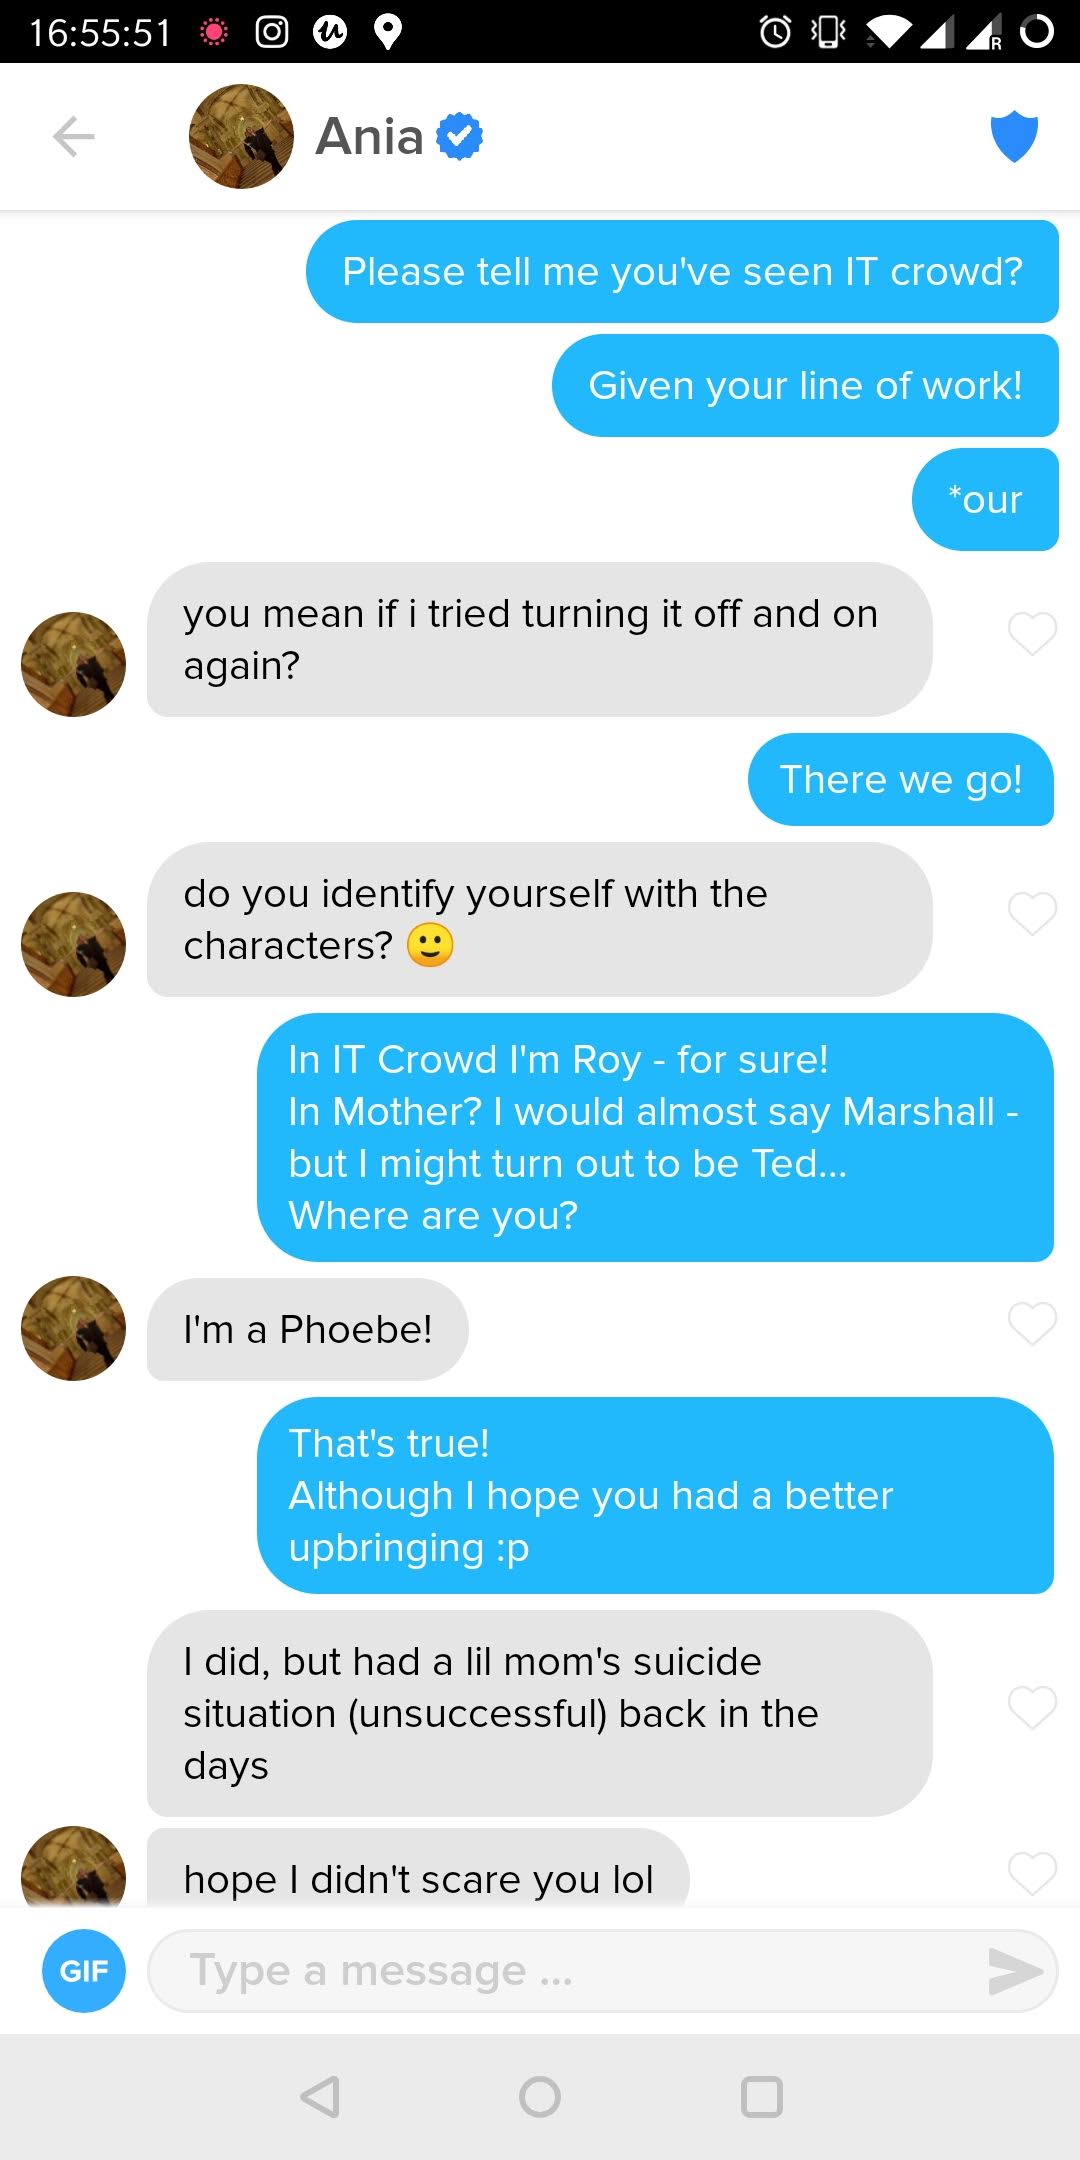 16:55:51
R
Ania
Please tell me you've seen IT crowd?
Given your line of work!
*our
you mean if i tried turning it off and on
again?
There we go!
do you identify yourself with the
characters? 🙂
In IT Crowd I'm Roy - for sure!
In Mother? I would almost say Marshall -
but I might turn out to be Ted...
Where are you?
I'm a Phoebe!
That's true!
Although I hope you had a better
upbringing :p
I did, but had a lil mom's suicide
situation (unsuccessful) back in the
days
hope I didn't scare you lol
GIF
Type a message ...